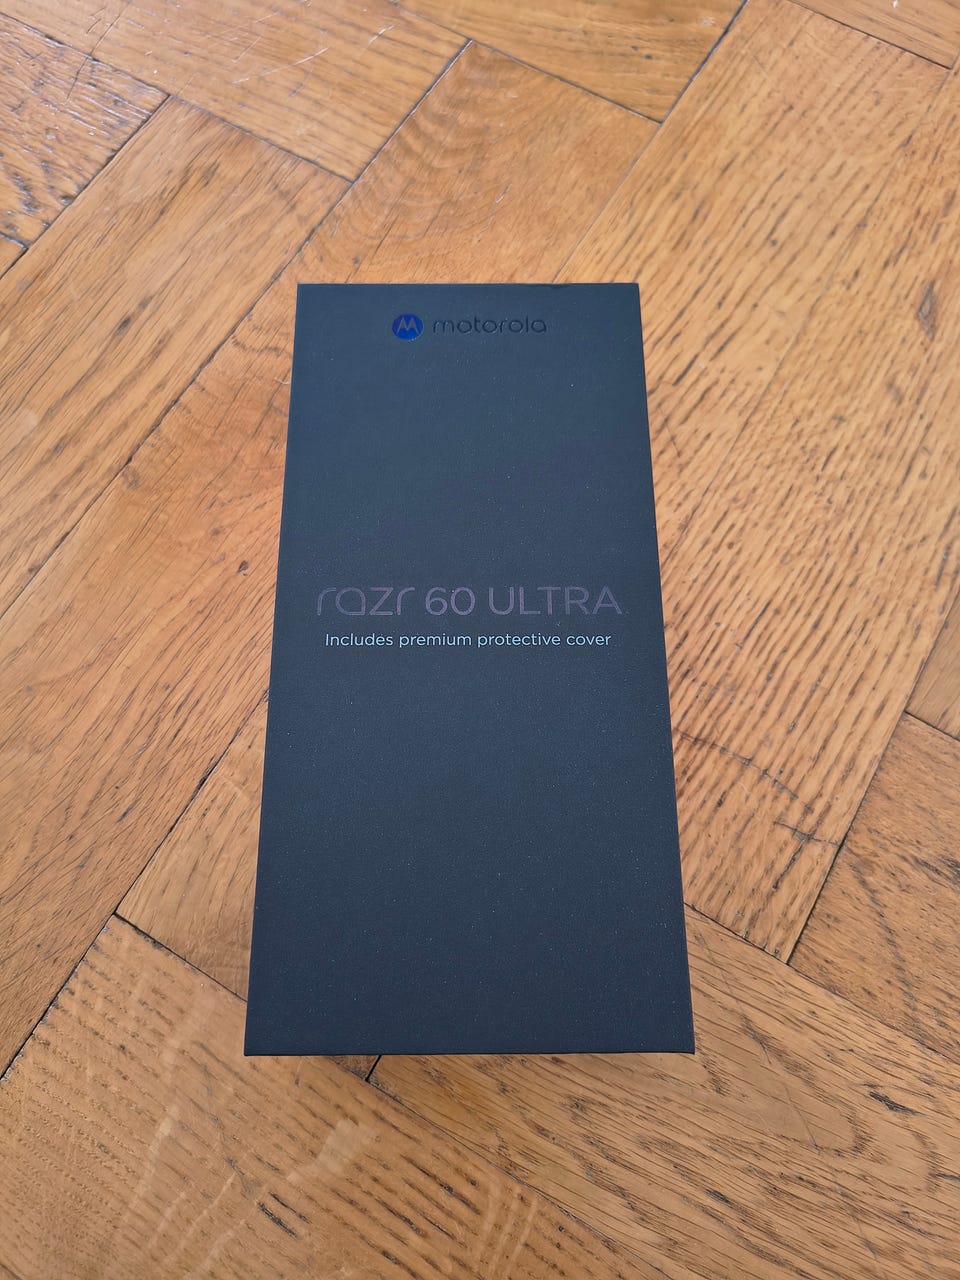 motorola
razr 60 ULTRA
Includes premium protective cover